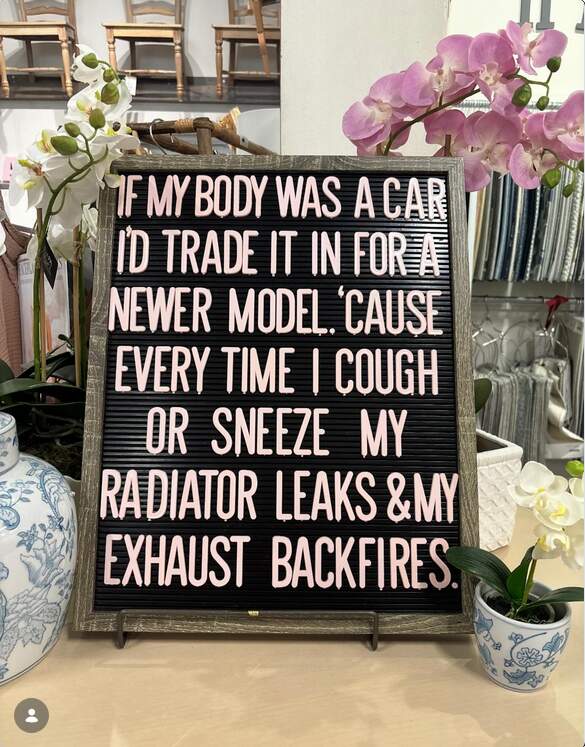 IF MY BODY WAS A CAR
I'D TRADE IT IN FOR A
NEWER MODEL. 'CAUSE
EVERY TIME I COUGH
OR SNEEZE MY
RADIATOR LEAKS & MY
EXHAUST BACKFIRES.